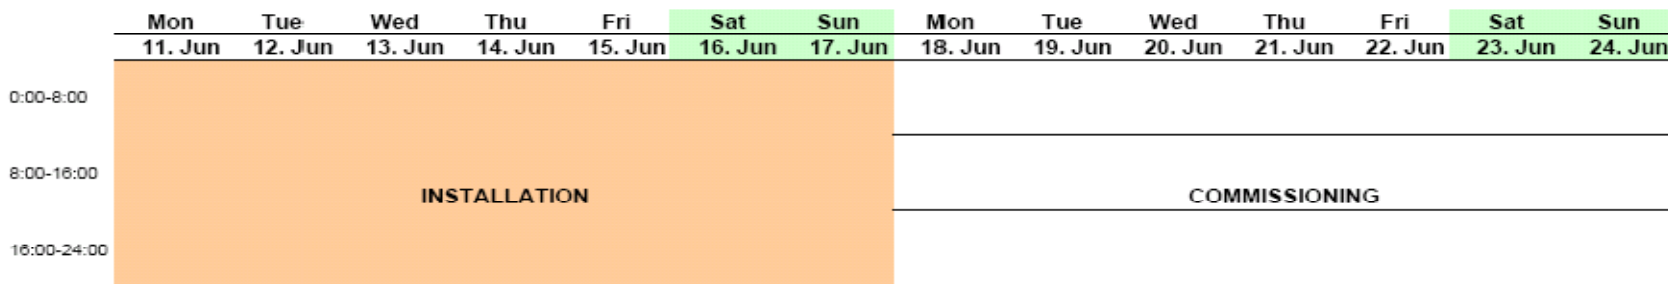 Mon Tue Wed Thu Fri Sat Sun Mon Tue Wed Thu Fri Sat Sun
11. Jun 12. Jun 13. Jun 14. Jun 15. Jun 16. Jun 17. Jun 18. Jun 19. Jun 20. Jun 21. Jun 22. Jun 23. Jun 24. Jun
0:00-8:00
8:00-16:00
INSTALLATION COMMISSIONING
16:00-24:00